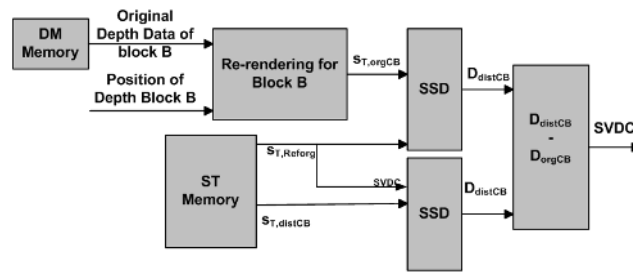 DM
Memory
Original
Depth Data of
block B
Position of
Depth Block B
Re-rendering for
Block B
s_T,orgCB
SSD
D_distCB
D_distCB
-
D_orgCB
SVDC
ST
Memory
s_T,Reforg
SVDC
s_T,distCB
SSD
D_distCB